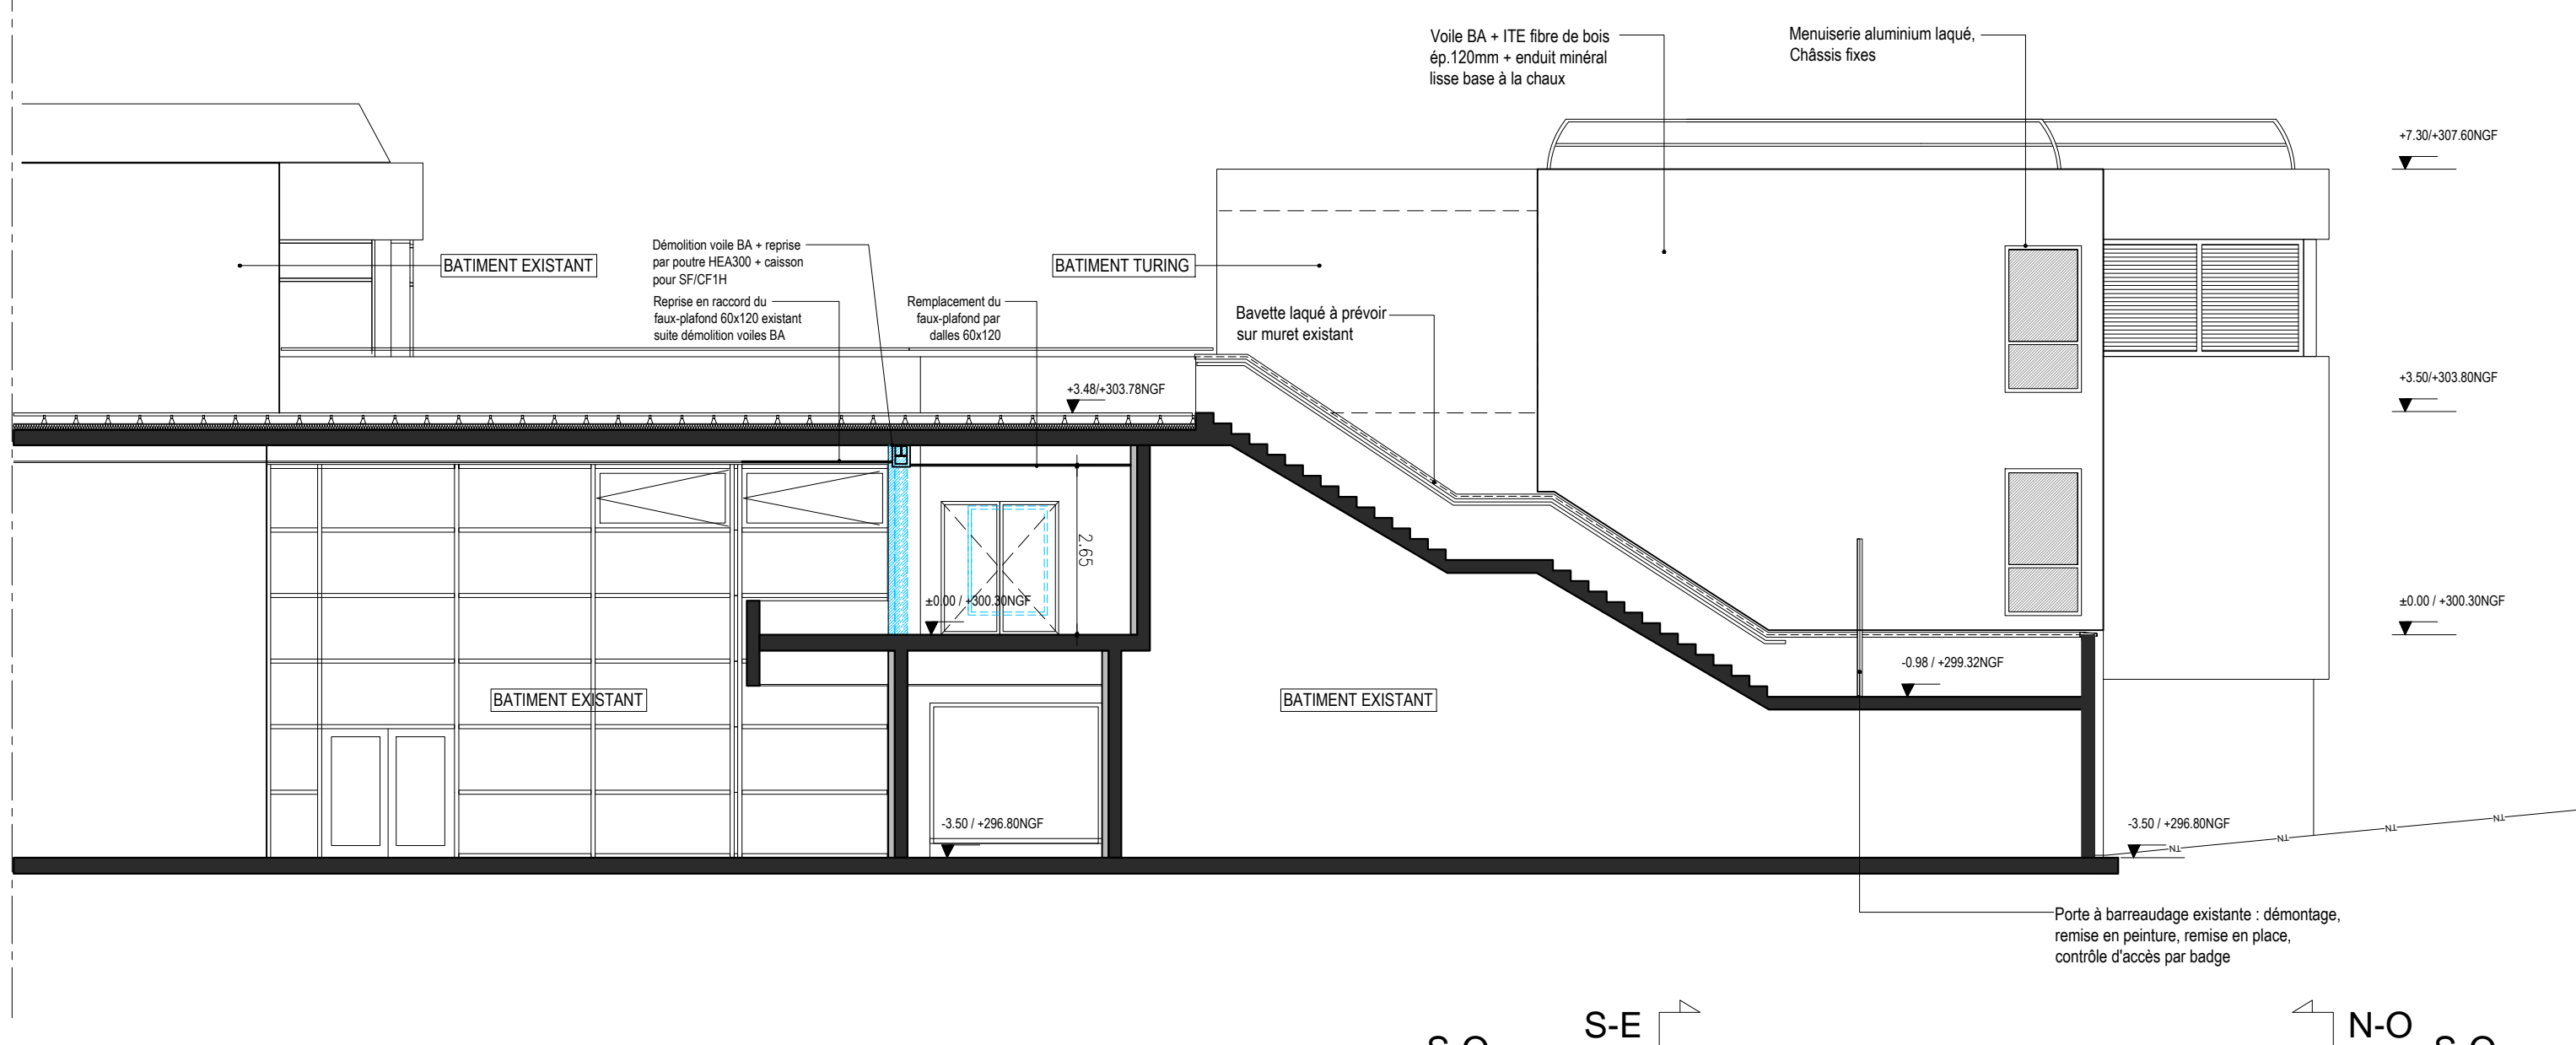 Voile BA + ITE fibre de bois
ép.120mm + enduit minéral
lisse base à la chaux
Menuiserie aluminium laqué,
Châssis fixes
+7.30/+307.60NGF
Démolition voile BA + reprise
par poutre HEA300 + caisson
pour SF/CF1H
BATIMENT EXISTANT
BATIMENT TURING
Reprise en raccord du
faux-plafond 60x120 existant
suite démolition voiles BA
Remplacement du
faux-plafond par
dalles 60x120
Bavette laqué à prévoir
sur muret existant
+3.48/+303.78NGF
+3.50/+303.80NGF
2.65
±0.00 / +300.30NGF
±0.00 / +300.30NGF
-0.98 / +299.32NGF
BATIMENT EXISTANT
BATIMENT EXISTANT
-3.50 / +296.80NGF
-3.50 / +296.80NGF
TN
TN
TN
TN
Porte à barreaudage existante : démontage,
remise en peinture, remise en place,
contrôle d'accès par badge
S-E
N-O
S-O
S-O